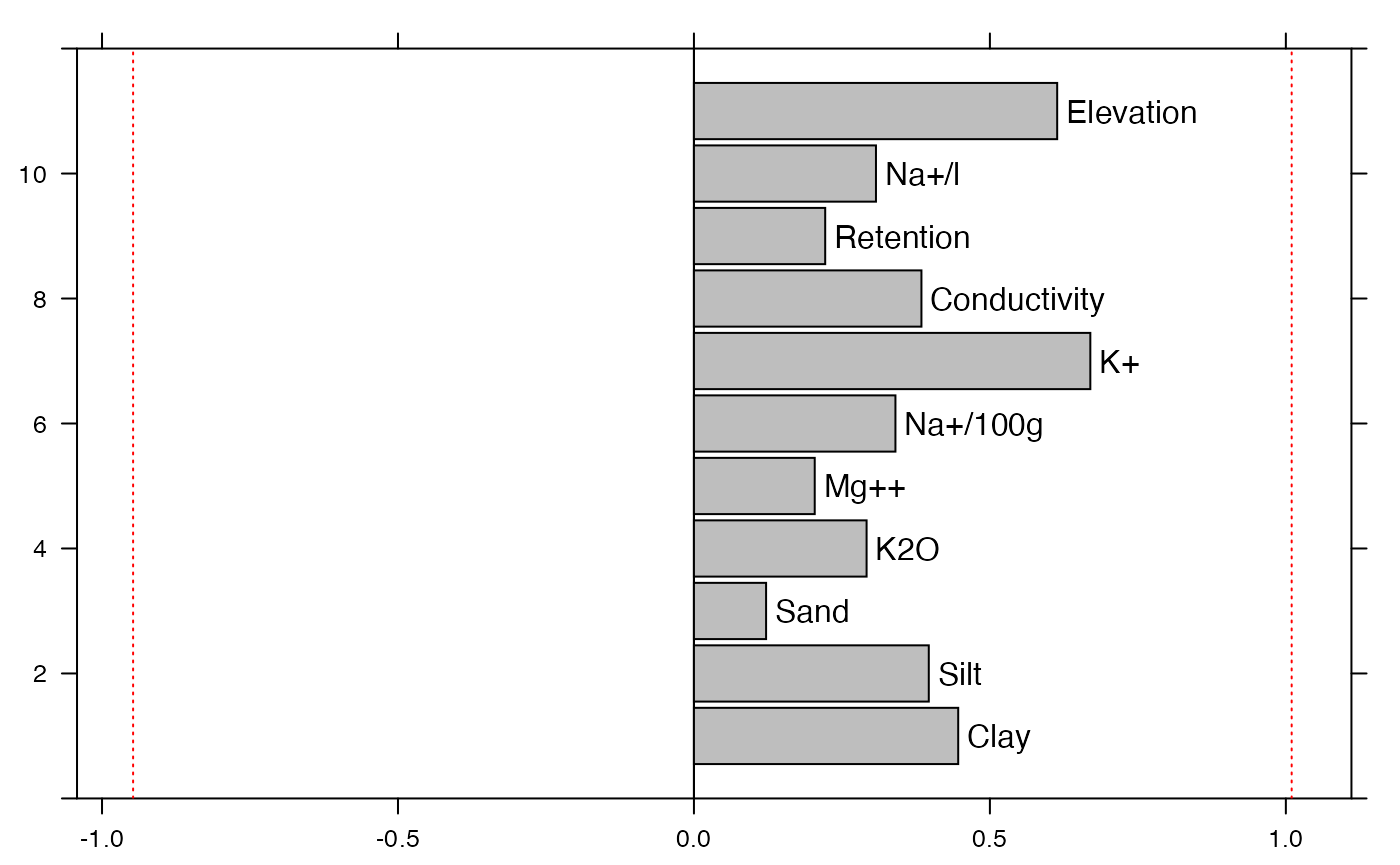 Elevation
10
Na+/l
Retention
8
Conductivity
K+
6
Na+/100g
Mg++
4
K2O
Sand
2
Silt
Clay
-1.0
-0.5
0.0
0.5
1.0